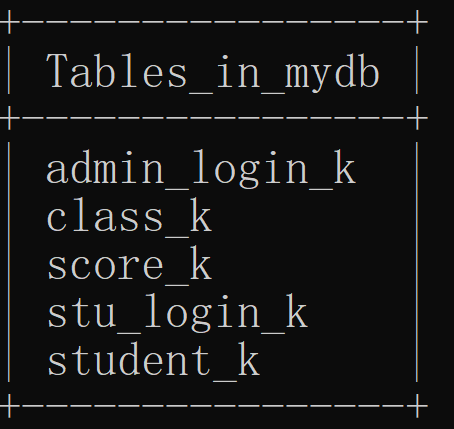 +----------------+
| Tables_in_mydb |
+----------------+
| admin_login_k  |
| class_k        |
| score_k        |
| stu_login_k    |
| student_k      |
+----------------+